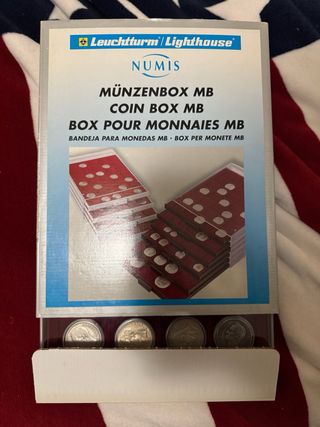 Leuchtturm/Lighthouse
NUMIS
MÜNZENBOX MB
COIN BOX MB
BOX POUR MONNAIES MB
BANDEJA PARA MONEDAS MB · BOX PER MONETE MB